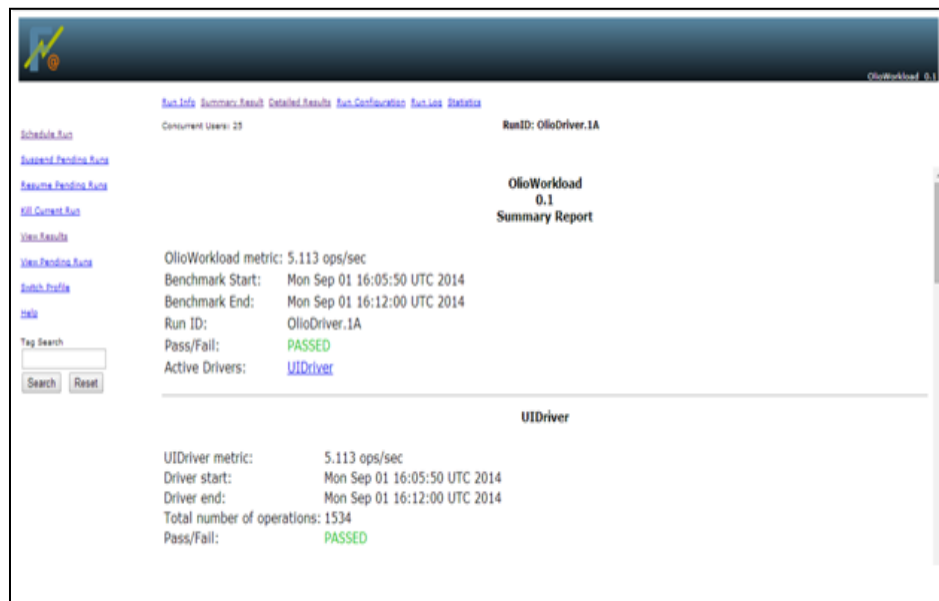 OlioWorkload 0.1
Run Info Summary Result Detailed Results Run Configuration Run Log Statistics
Concurrent Users: 25 RunID: OlioDriver.1A
Schedule Run
Suspend Pending Runs
Resume Pending Runs
Kill Current Run
View Results
View Pending Runs
Switch Profile
Help
Tag Search
Search Reset
OlioWorkload
0.1
Summary Report
OlioWorkload metric: 5.113 ops/sec
Benchmark Start: Mon Sep 01 16:05:50 UTC 2014
Benchmark End: Mon Sep 01 16:12:00 UTC 2014
Run ID: OlioDriver.1A
Pass/Fail: PASSED
Active Drivers: UIDriver
UIDriver
UIDriver metric: 5.113 ops/sec
Driver start: Mon Sep 01 16:05:50 UTC 2014
Driver end: Mon Sep 01 16:12:00 UTC 2014
Total number of operations: 1534
Pass/Fail: PASSED